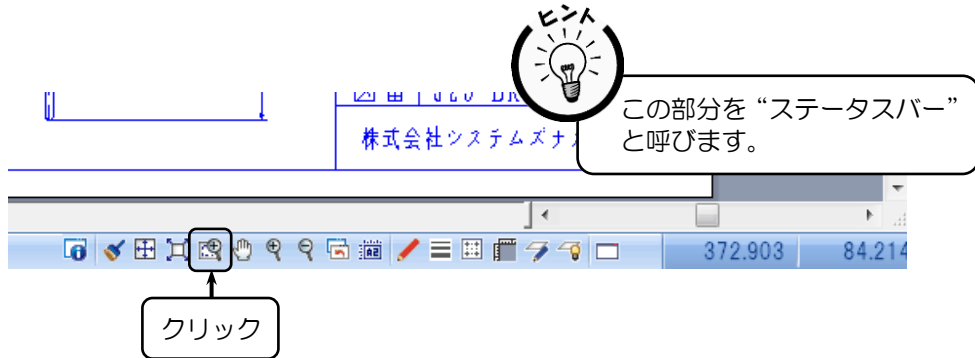 ヒント
この部分を“ステータスバー”
と呼びます。
株式会社システムズナ
A2
372.903
84.214
クリック